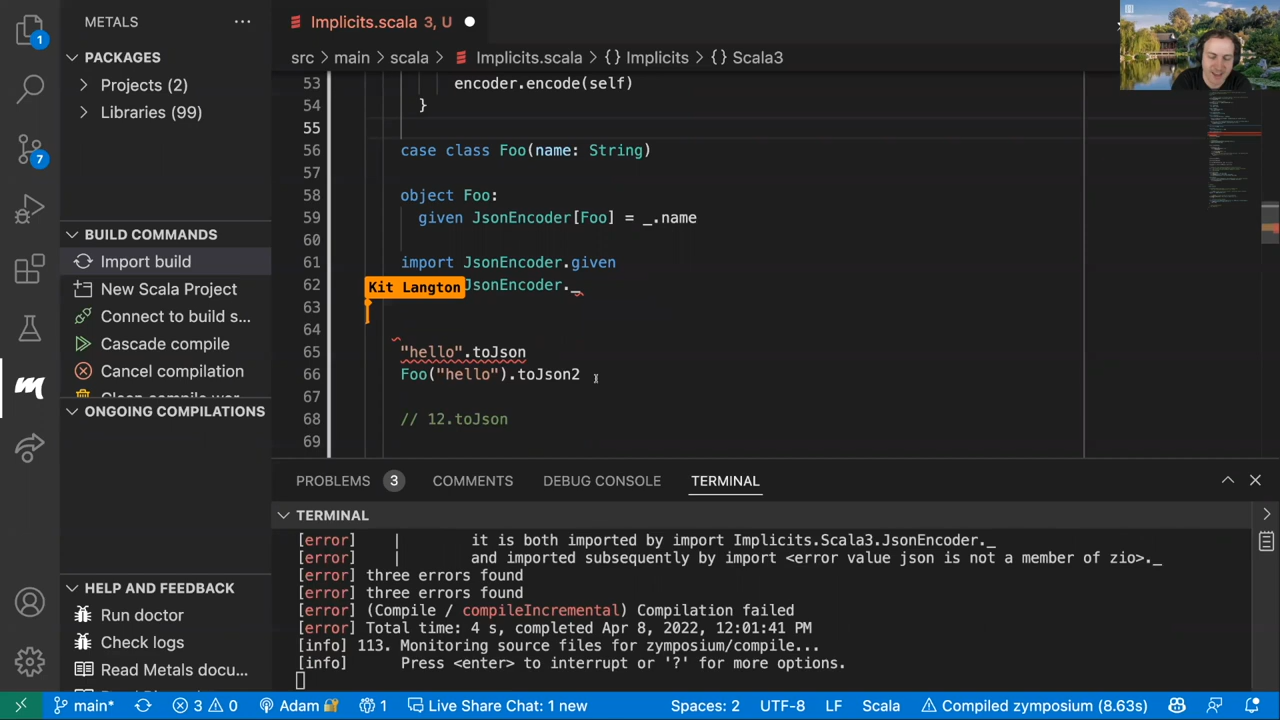 METALS
Implicits.scala 3, U
1
PACKAGES
src main scala Implicits.scala Implicits Scala3
Projects (2)
Libraries (99)
7
BUILD COMMANDS
Import build
New Scala Project
Connect to build s...
Cascade compile
Cancel compilation
ONGOING COMPILATIONS
HELP AND FEEDBACK
Run doctor
Check logs
Read Metals docu...
53 encoder.encode(self)
54 }
55
56 case class Foo(name: String)
57
58 object Foo:
59 given JsonEncoder[Foo] = _.name
60
61 import JsonEncoder.given
62 JsonEncoder._
Kit Langton
63
64
65 "hello".toJson
66 Foo("hello").toJson2
67
68 // 12.toJson
69
PROBLEMS 3 COMMENTS DEBUG CONSOLE TERMINAL
TERMINAL
[error] | it is both imported by import Implicits.Scala3.JsonEncoder._
[error] | and imported subsequently by import <error value json is not a member of zio>._
[error] three errors found
[error] three errors found
[error] (Compile / compileIncremental) Compilation failed
[error] Total time: 4 s, completed Apr 8, 2022, 12:01:41 PM
[info] 113. Monitoring source files for zymposium/compile...
[info] Press <enter> to interrupt or '?' for more options.
main* 3 0 Adam 1 Live Share Chat: 1 new Spaces: 2 UTF-8 LF Scala Compiled zymposium (8.63s)